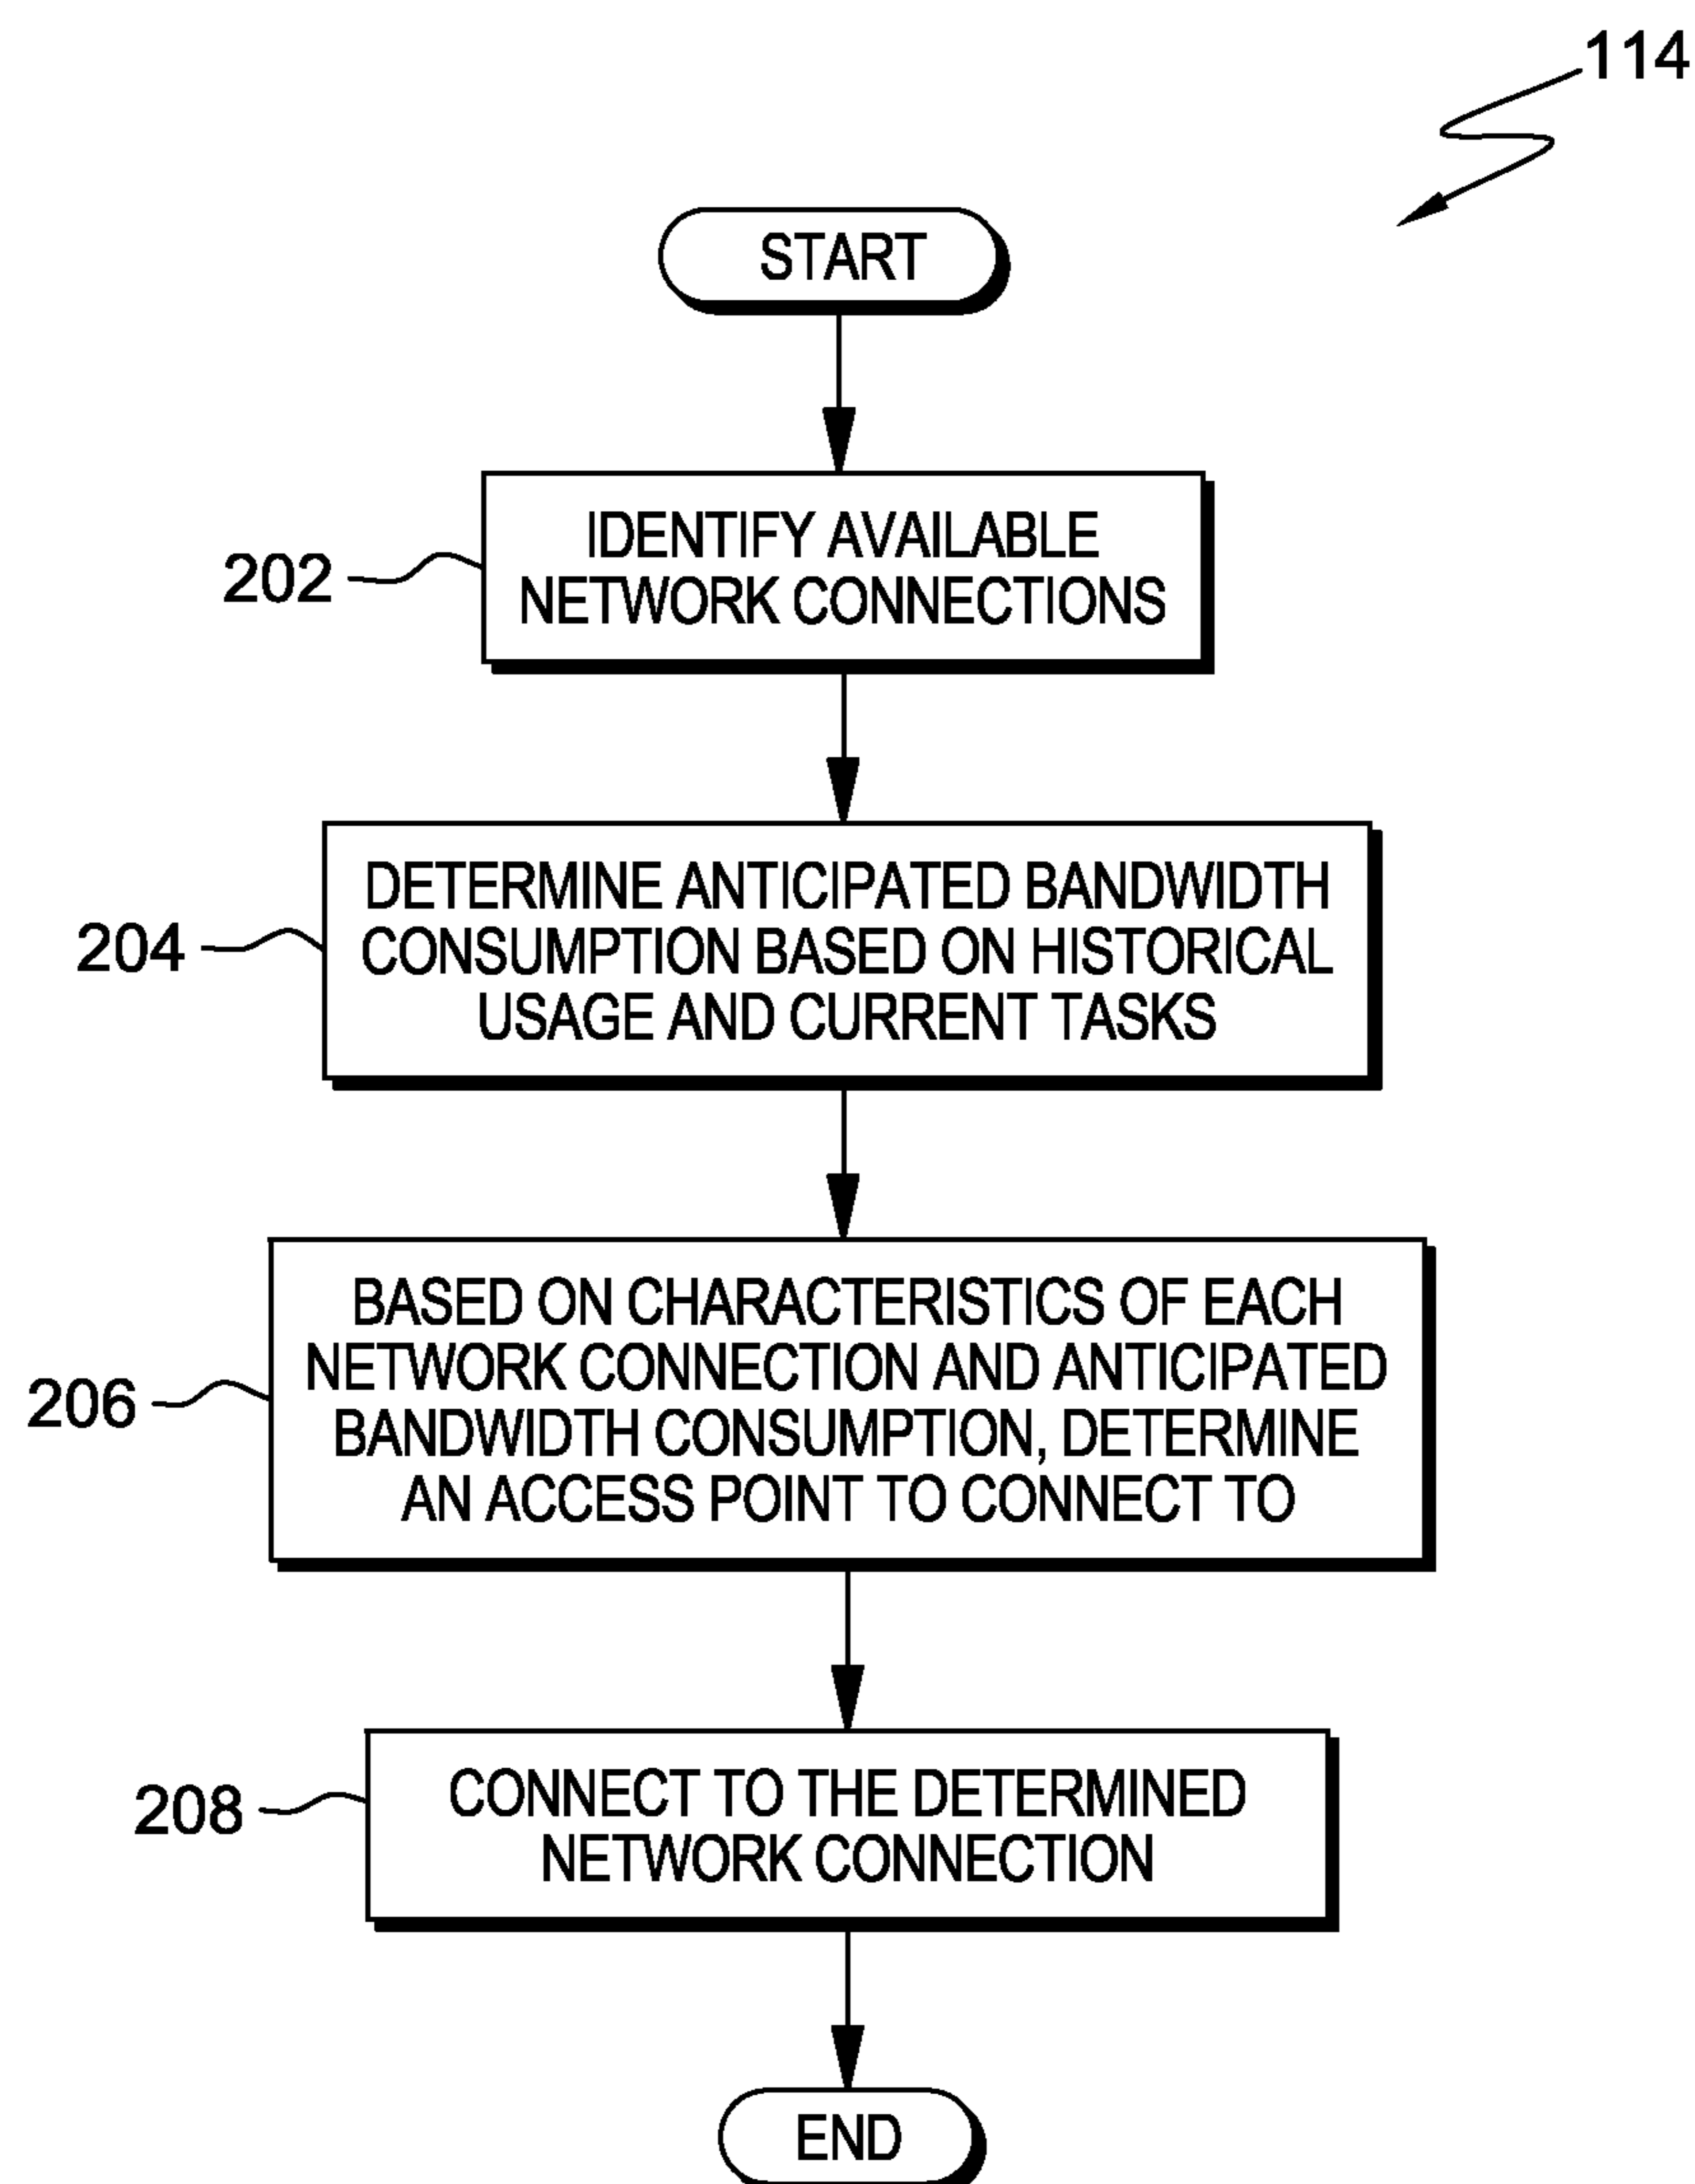 114
START
202
IDENTIFY AVAILABLE
NETWORK CONNECTIONS
204
DETERMINE ANTICIPATED BANDWIDTH
CONSUMPTION BASED ON HISTORICAL
USAGE AND CURRENT TASKS
206
BASED ON CHARACTERISTICS OF EACH
NETWORK CONNECTION AND ANTICIPATED
BANDWIDTH CONSUMPTION, DETERMINE
AN ACCESS POINT TO CONNECT TO
208
CONNECT TO THE DETERMINED
NETWORK CONNECTION
END